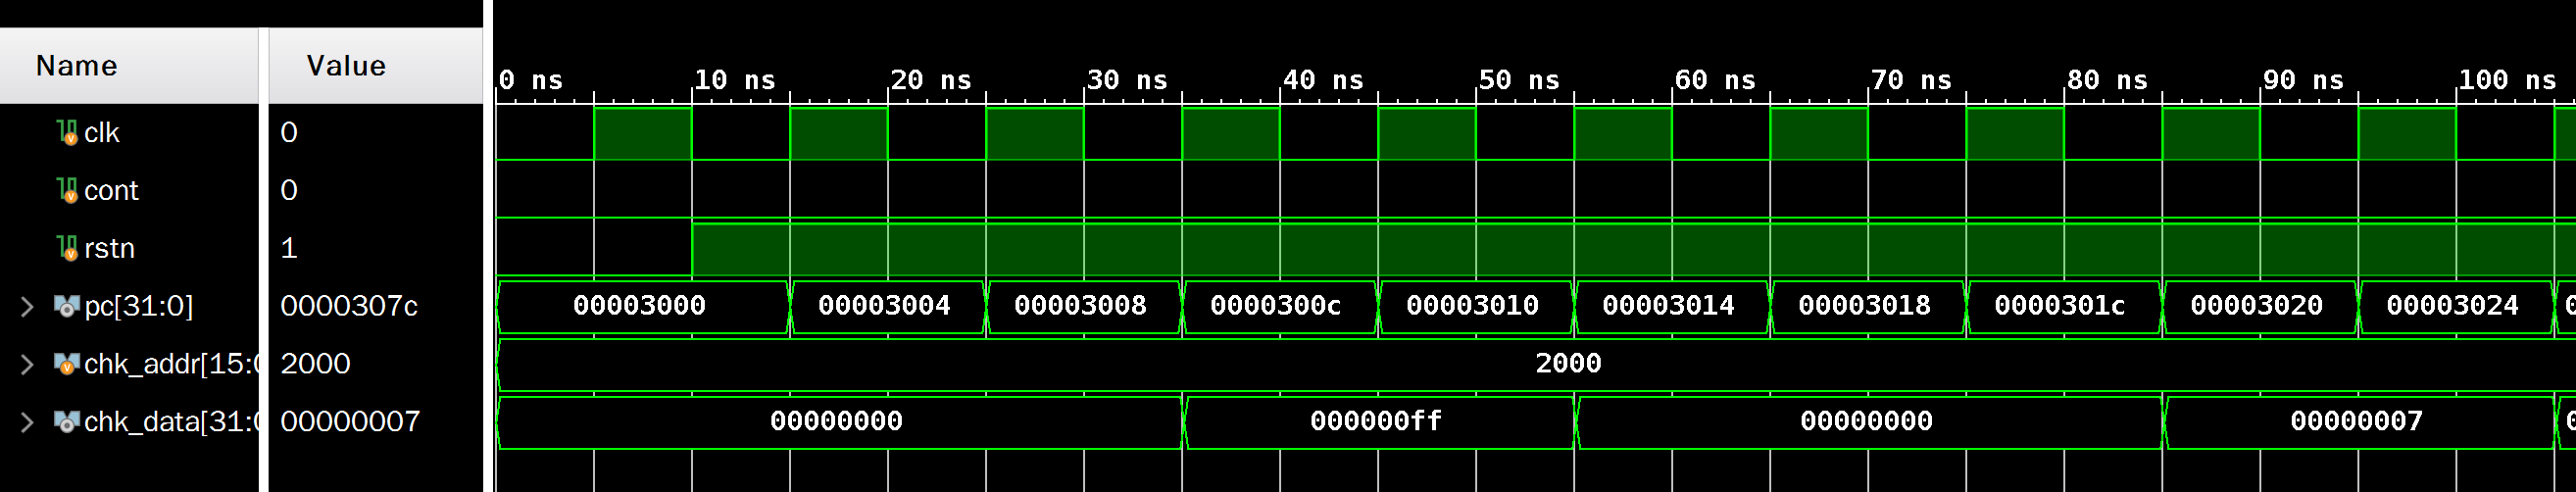 Name Value
0 ns 10 ns 20 ns 30 ns 40 ns 50 ns 60 ns 70 ns 80 ns 90 ns 100 ns
clk 0
cont 0
rstn 1
pc[31:0] 0000307c 00003000 00003004 00003008 0000300c 00003010 00003014 00003018 0000301c 00003020 00003024
chk_addr[15: 2000 2000
chk_data[31: 00000007 00000000 000000ff 00000000 00000007